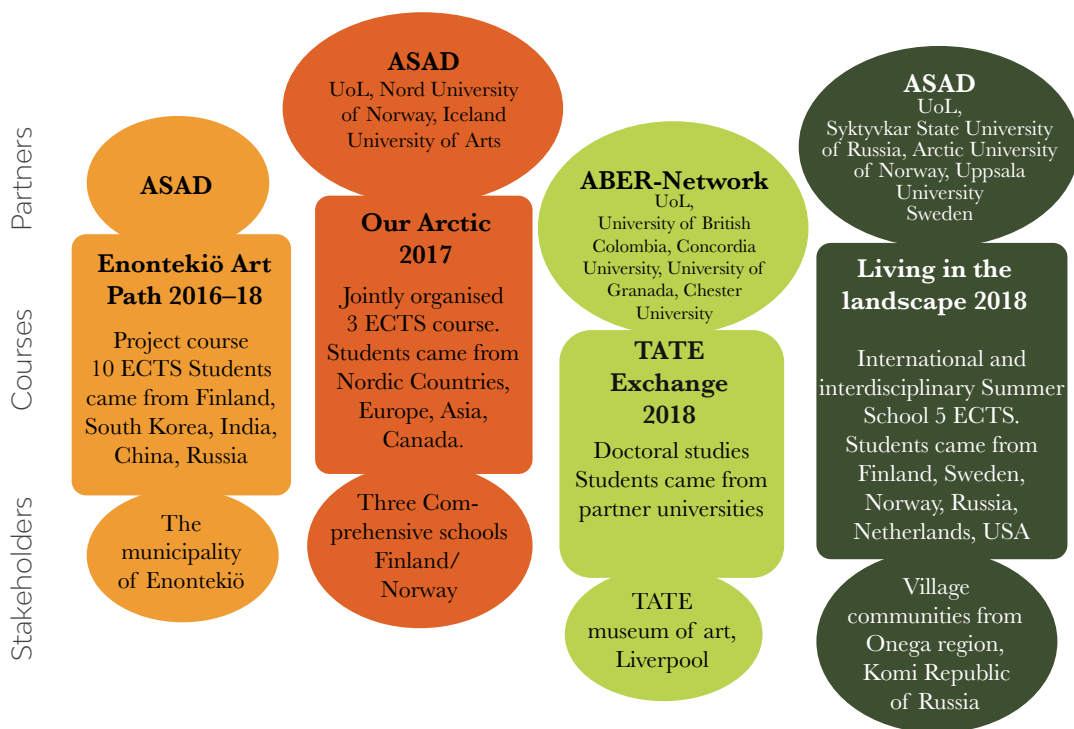 Partners
Courses
Stakeholders
ASAD
Enontekiö Art
Path 2016–18
Project course
10 ECTS Students
came from Finland,
South Korea, India,
China, Russia
The
municipality
of Enontekiö
ASAD
UoL, Nord University
of Norway, Iceland
University of Arts
Our Arctic
2017
Jointly organised
3 ECTS course.
Students came from
Nordic Countries,
Europe, Asia,
Canada.
Three Com-
prehensive schools
Finland/
Norway
ABER-Network
UoL,
University of British
Colombia, Concordia
University, University of
Granada, Chester
University
TATE
Exchange
2018
Doctoral studies
Students came from
partner universities
TATE
museum of art,
Liverpool
ASAD
UoL,
Syktyvkar State University
of Russia, Arctic University
of Norway, Uppsala
University
Sweden
Living in the
landscape 2018
International and
interdisciplinary Summer
School 5 ECTS.
Students came from
Finland, Sweden,
Norway, Russia,
Netherlands, USA
Village
communities from
Onega region,
Komi Republic
of Russia